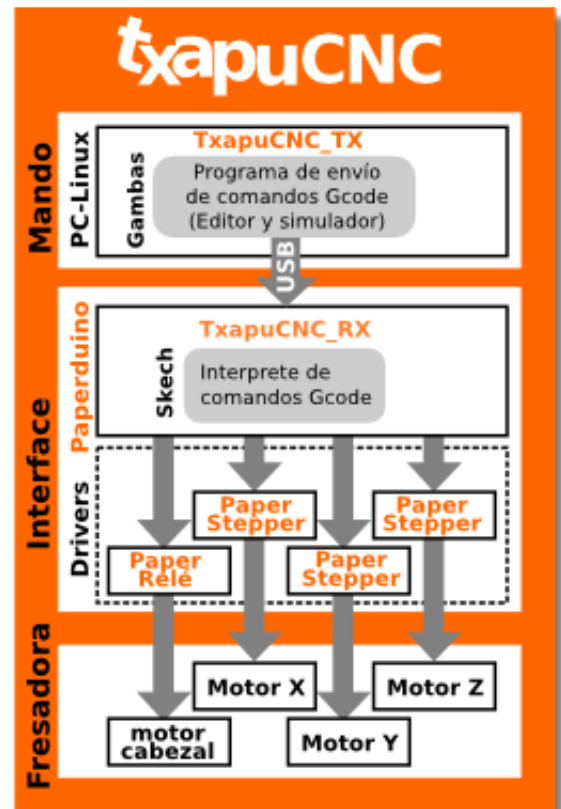 txapuCNC
Mando
PC-Linux
Gambas
TxapuCNC_TX
Programa de envío
de comandos Gcode
(Editor y simulador)
USB
Interface
Paperduino
Skech
TxapuCNC_RX
Interprete de
comandos Gcode
Drivers
Paper
Stepper
Paper
Stepper
Paper
Relé
Paper
Stepper
Fresadora
Motor X
Motor Z
motor
cabezal
Motor Y